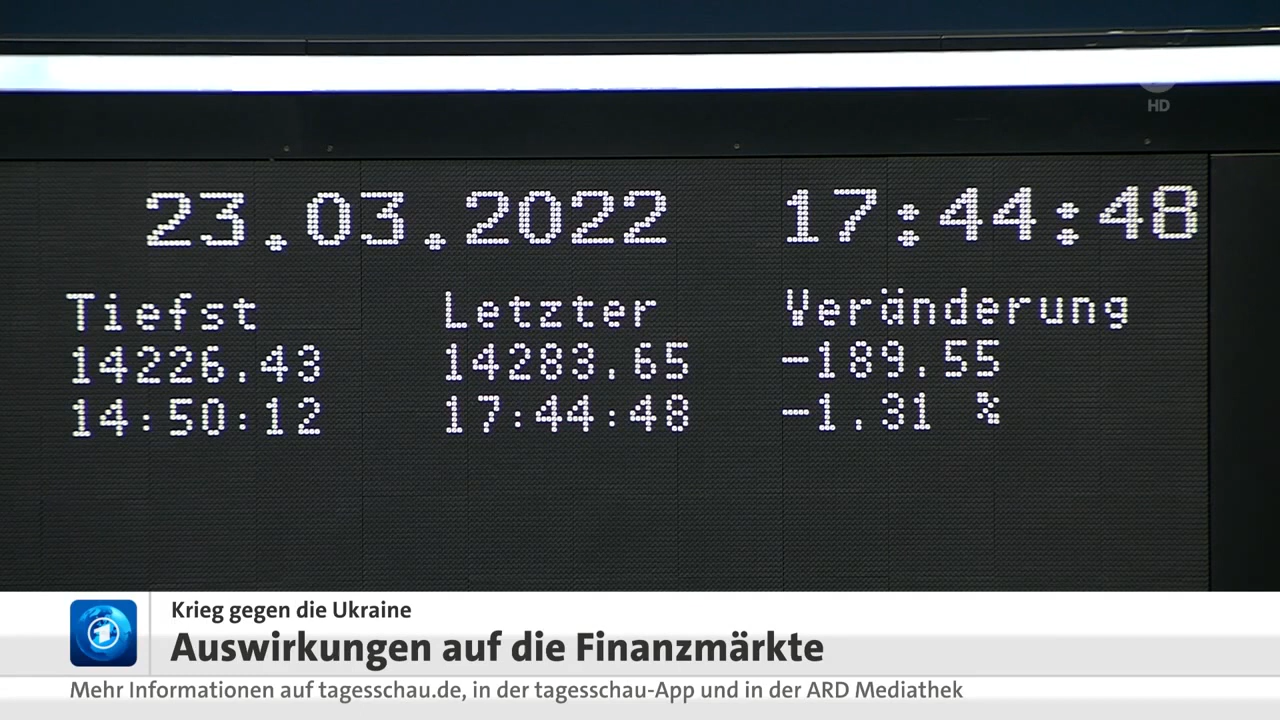 HD
23.03.2022 17:44:48
Tiefst Letzter Veränderung
14226.43 14283.65 -189.55
14:50:12 17:44:48 -1.31 %
Krieg gegen die Ukraine
Auswirkungen auf die Finanzmärkte
Mehr Informationen auf tagesschau.de, in der tagesschau-App und in der ARD Mediathek